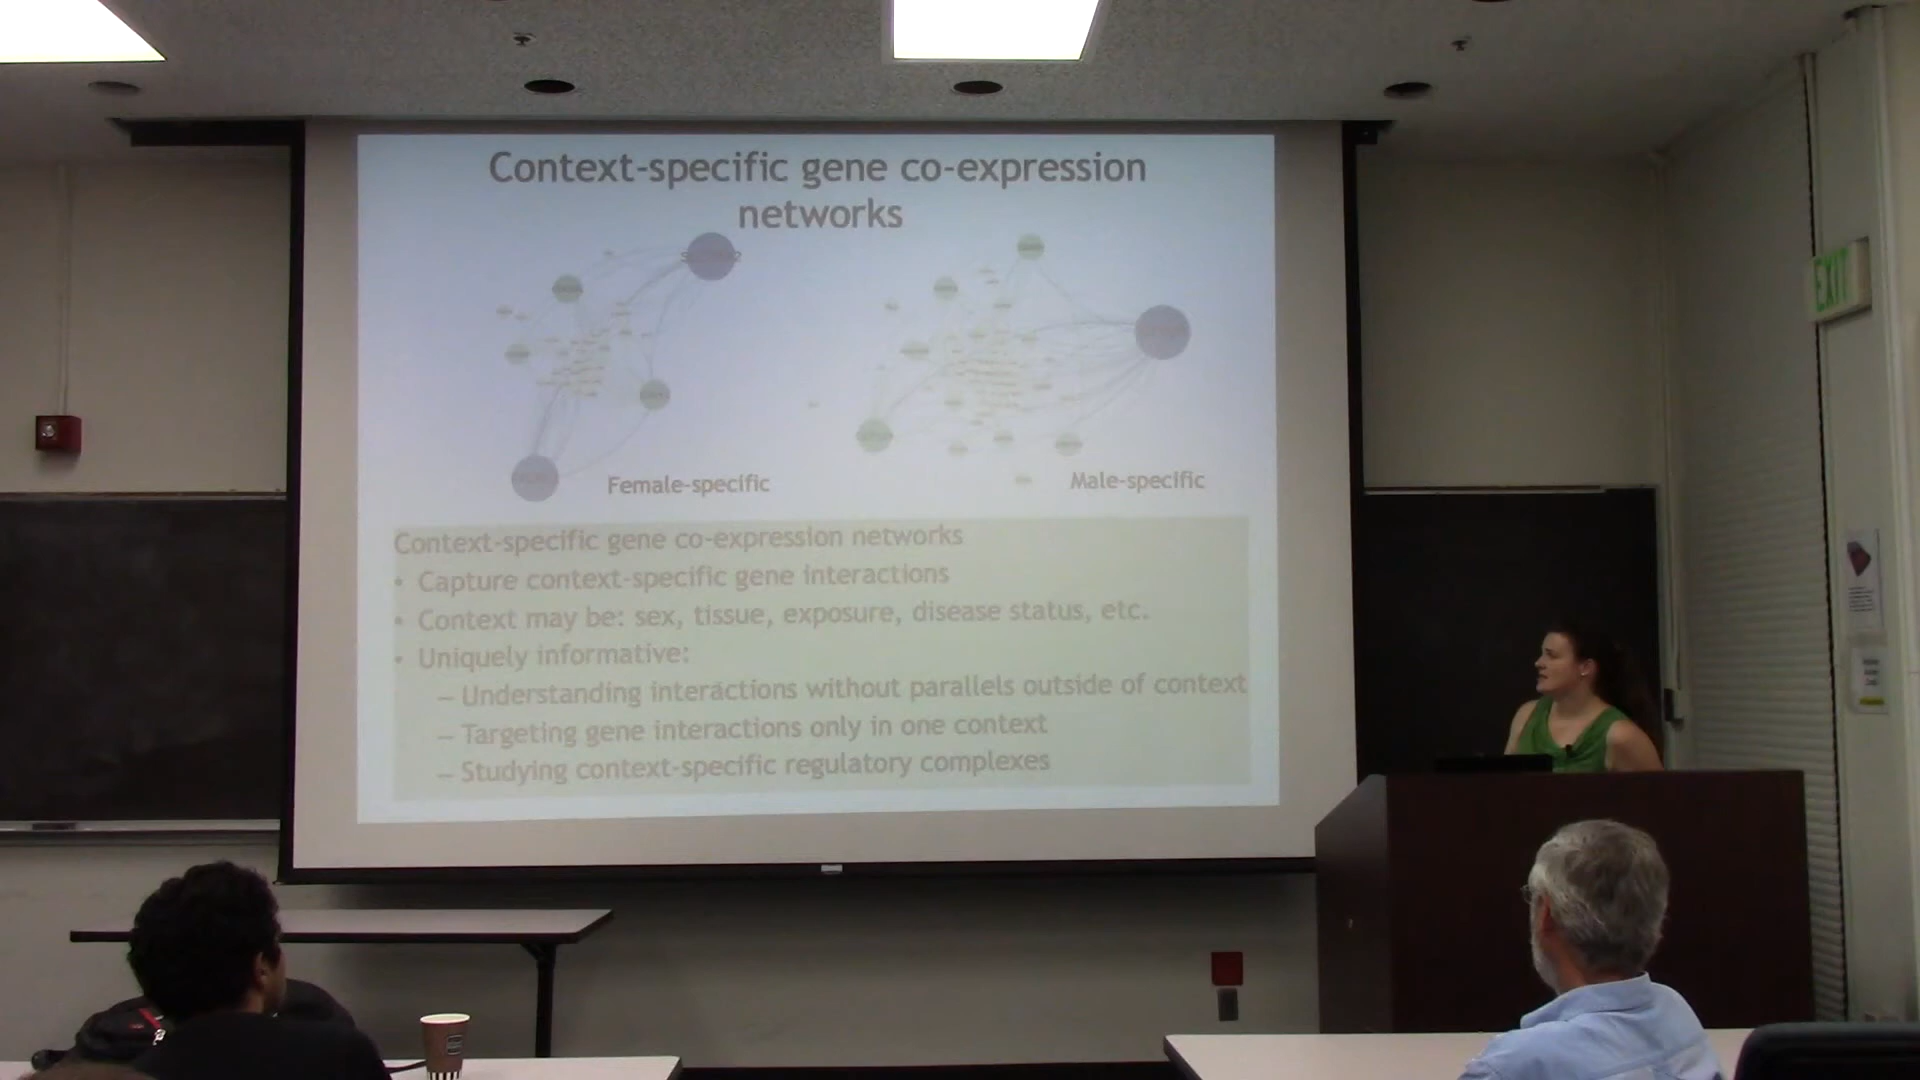 Context-specific gene co-expression
networks
Female-specific
Male-specific
Context-specific gene co-expression networks
• Capture context-specific gene interactions
• Context may be: sex, tissue, exposure, disease status, etc.
• Uniquely informative:
– Understanding interactions without parallels outside of context
– Targeting gene interactions only in one context
– Studying context-specific regulatory complexes
EXIT